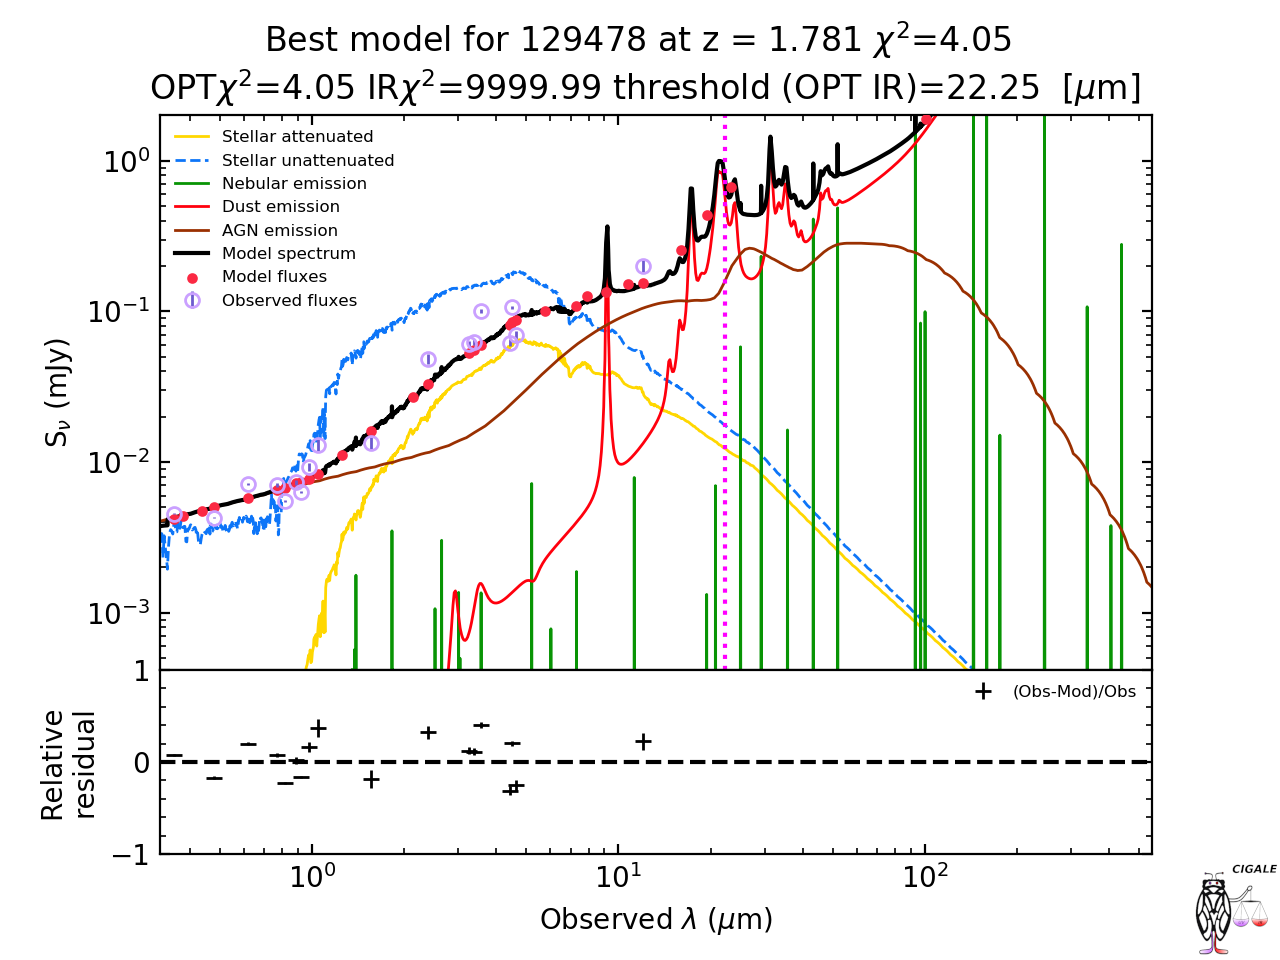 Best model for 129478 at z = 1.781 χ²=4.05
OPTχ²=4.05 IRχ²=9999.99 threshold (OPT IR)=22.25 [μm]
Stellar attenuated
Stellar unattenuated
Nebular emission
Dust emission
AGN emission
Model spectrum
Model fluxes
Observed fluxes
10⁰
10⁻¹
10⁻²
10⁻³
S_ν (mJy)
(Obs-Mod)/Obs
1
0
−1
Relative
residual
10⁰ 10¹ 10²
Observed λ (μm)
CIGALE